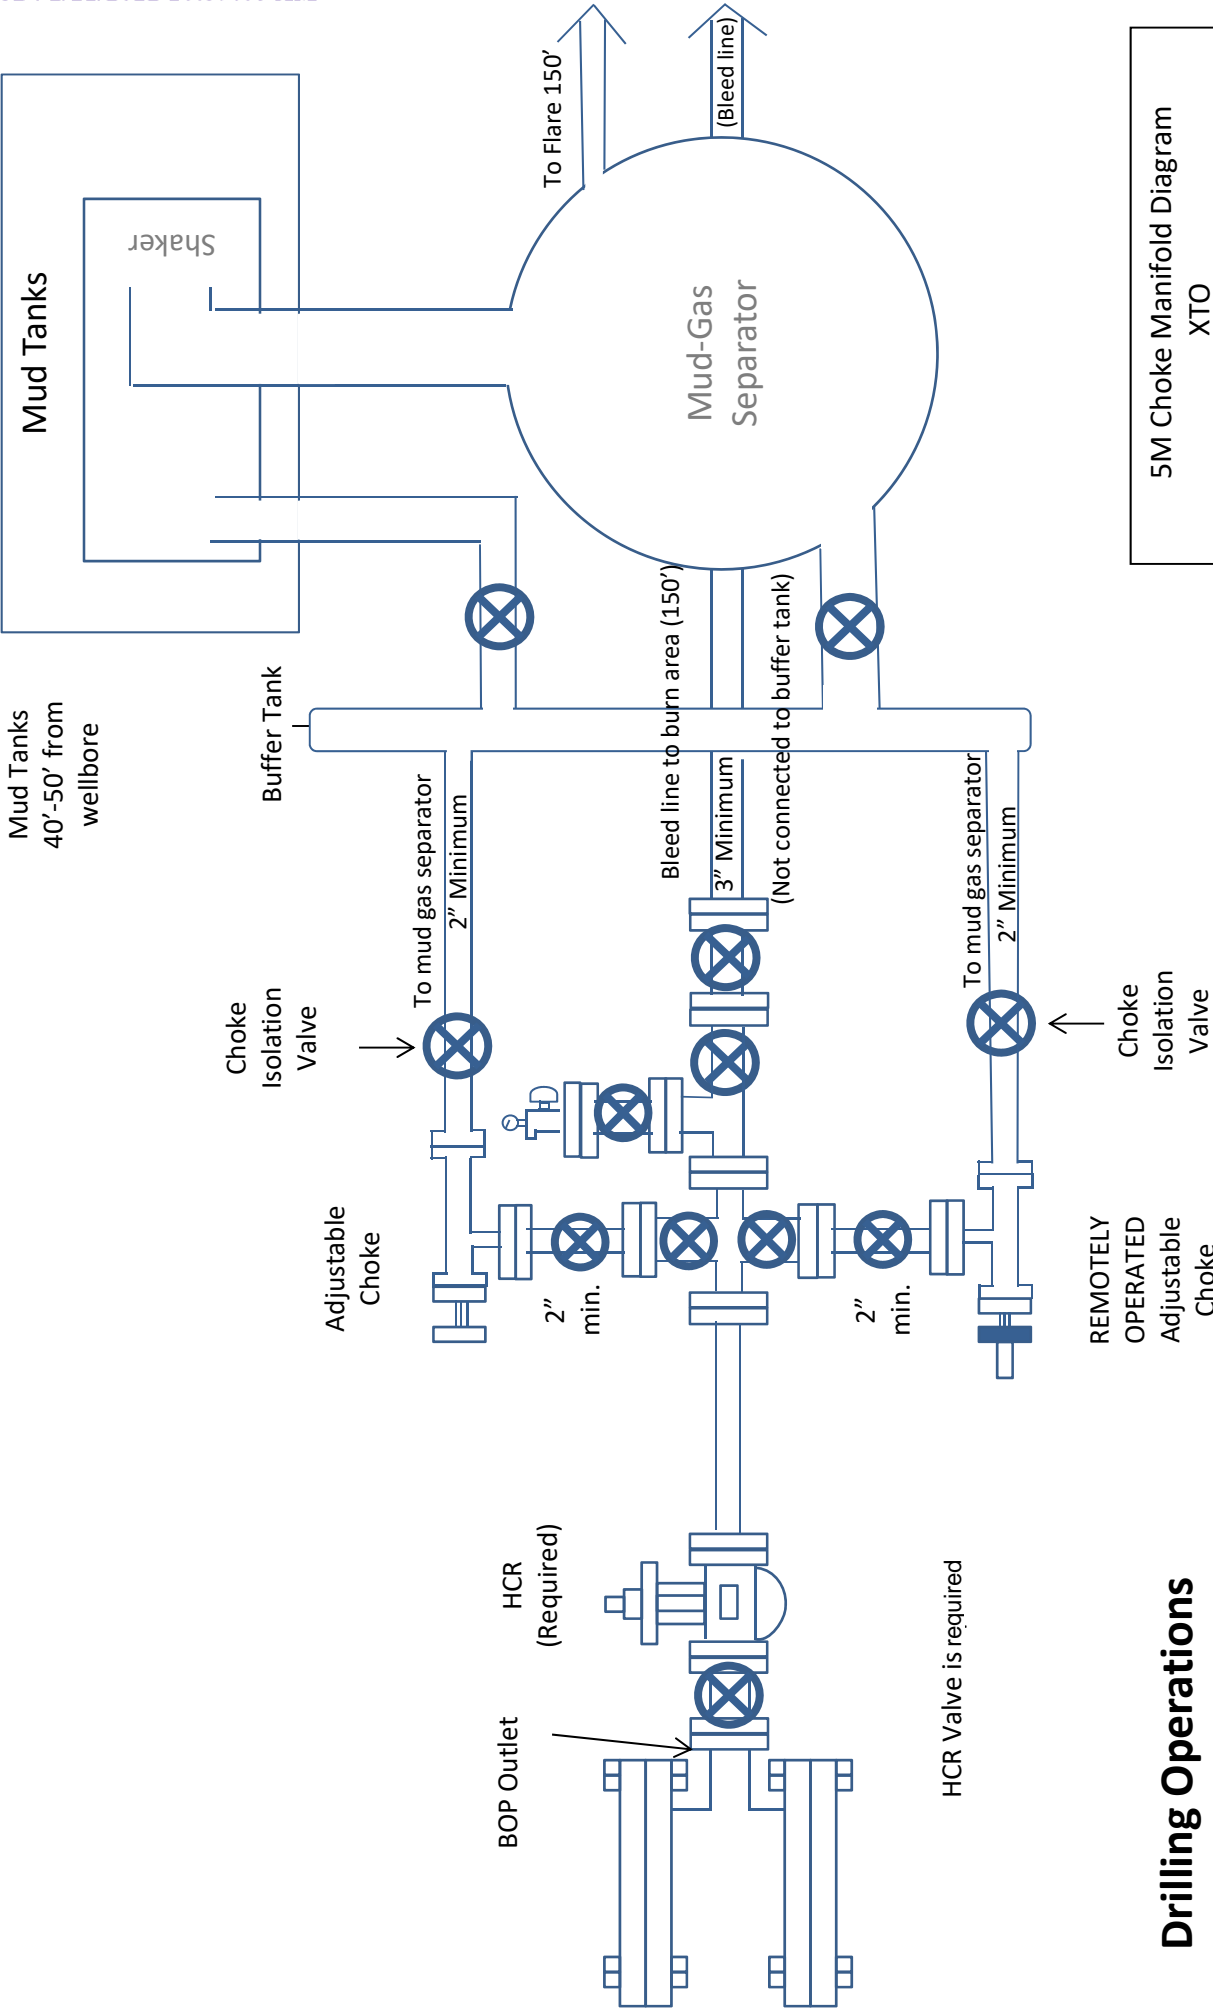 Mud Tanks
Shaker
Mud Tanks
40’-50’ from
wellbore
To Flare 150’
(Bleed line)
Mud-Gas
Separator
Buffer Tank
Bleed line to burn area (150’)
3” Minimum
(Not connected to buffer tank)
To mud gas separator
2” Minimum
To mud gas separator
2” Minimum
Choke
Isolation
Valve
Choke
Isolation
Valve
Adjustable
Choke
2”
min.
2”
min.
REMOTELY
OPERATED
Adjustable
Choke
HCR
(Required)
BOP Outlet
HCR Valve is required
Drilling Operations
5M Choke Manifold Diagram
XTO